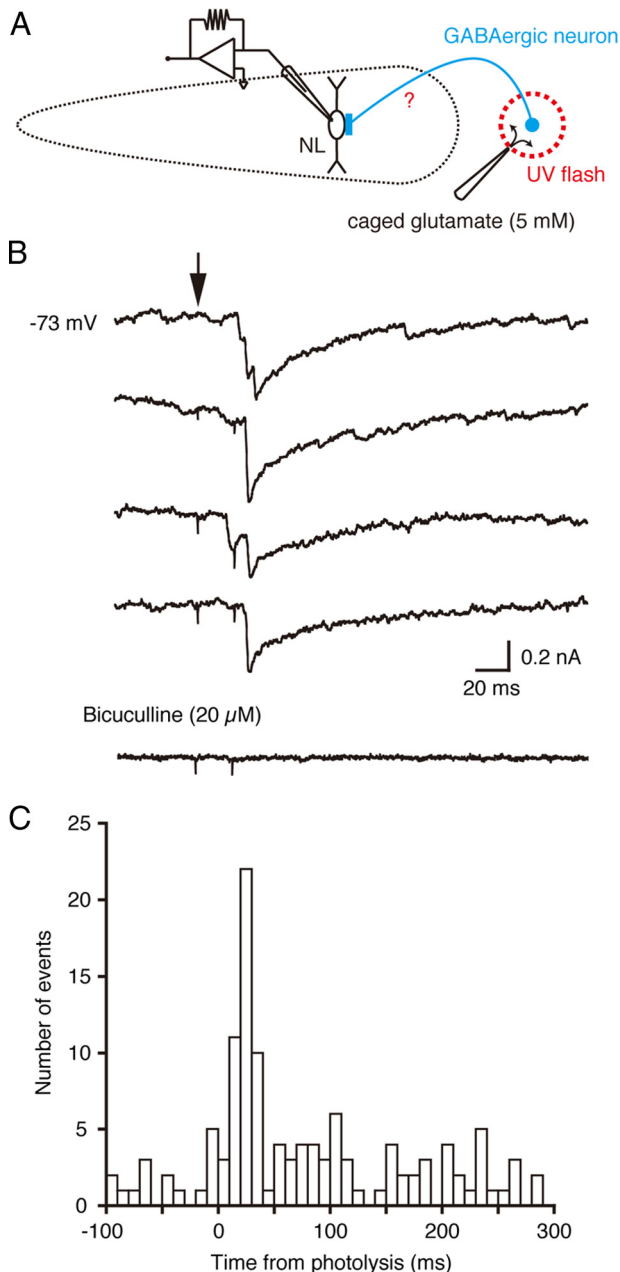 A
GABAergic neuron
?
NL
UV flash
caged glutamate (5 mM)
B
-73 mV
0.2 nA
20 ms
Bicuculline (20 μM)
C
25
20
15
10
5
0
Number of events
-100 0 100 200 300
Time from photolysis (ms)